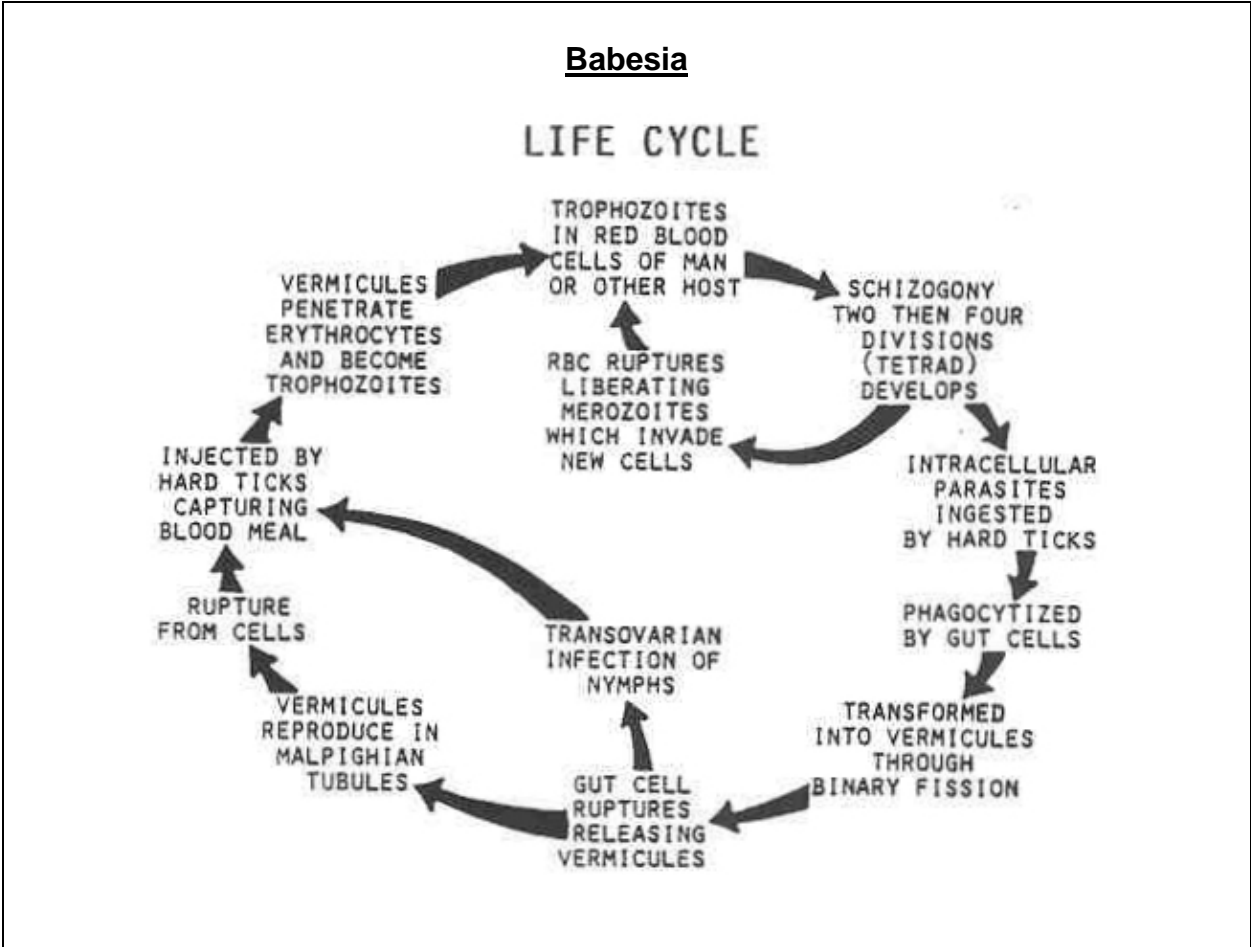 Babesia
LIFE CYCLE
TROPHOZOITES
IN RED BLOOD
CELLS OF MAN
OR OTHER HOST
SCHIZOGONY
TWO THEN FOUR
DIVISIONS
(TETRAD)
DEVELOPS
RBC RUPTURES
LIBERATING
MEROZOITES
WHICH INVADE
NEW CELLS
INTRACELLULAR
PARASITES
INGESTED
BY HARD TICKS
PHAGOCYTIZED
BY GUT CELLS
TRANSFORMED
INTO VERMICULES
THROUGH
BINARY FISSION
GUT CELL
RUPTURES
RELEASING
VERMICULES
TRANSOVARIAN
INFECTION OF
NYMPHS
VERMICULES
REPRODUCE IN
MALPIGHIAN
TUBULES
RUPTURE
FROM CELLS
INJECTED BY
HARD TICKS
CAPTURING
BLOOD MEAL
VERMICULES
PENETRATE
ERYTHROCYTES
AND BECOME
TROPHOZOITES